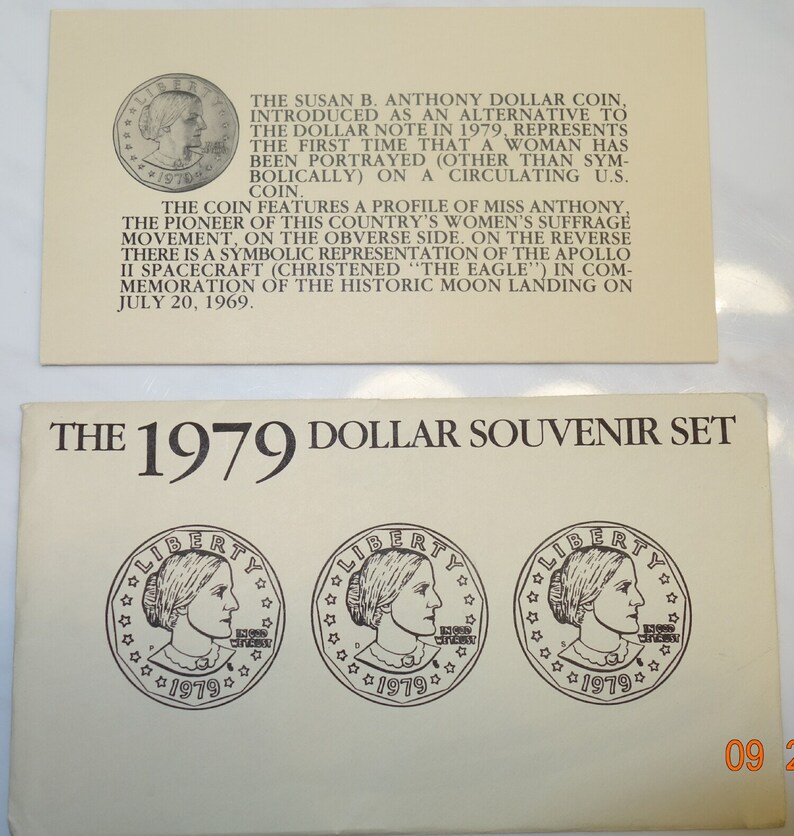 LIBERTY
1979
THE SUSAN B. ANTHONY DOLLAR COIN,
INTRODUCED AS AN ALTERNATIVE TO
THE DOLLAR NOTE IN 1979, REPRESENTS
THE FIRST TIME THAT A WOMAN HAS
BEEN PORTRAYED (OTHER THAN SYM-
BOLICALLY) ON A CIRCULATING U.S.
COIN.
THE COIN FEATURES A PROFILE OF MISS ANTHONY,
THE PIONEER OF THIS COUNTRY'S WOMEN'S SUFFRAGE
MOVEMENT, ON THE OBVERSE SIDE. ON THE REVERSE
THERE IS A SYMBOLIC REPRESENTATION OF THE APOLLO
II SPACECRAFT (CHRISTENED "THE EAGLE") IN COM-
MEMORATION OF THE HISTORIC MOON LANDING ON
JULY 20, 1969.
THE 1979 DOLLAR SOUVENIR SET
LIBERTY
IN GOD
WE TRUST
P
1979
LIBERTY
IN GOD
WE TRUST
D
1979
LIBERTY
IN GOD
WE TRUST
S
1979
09 2